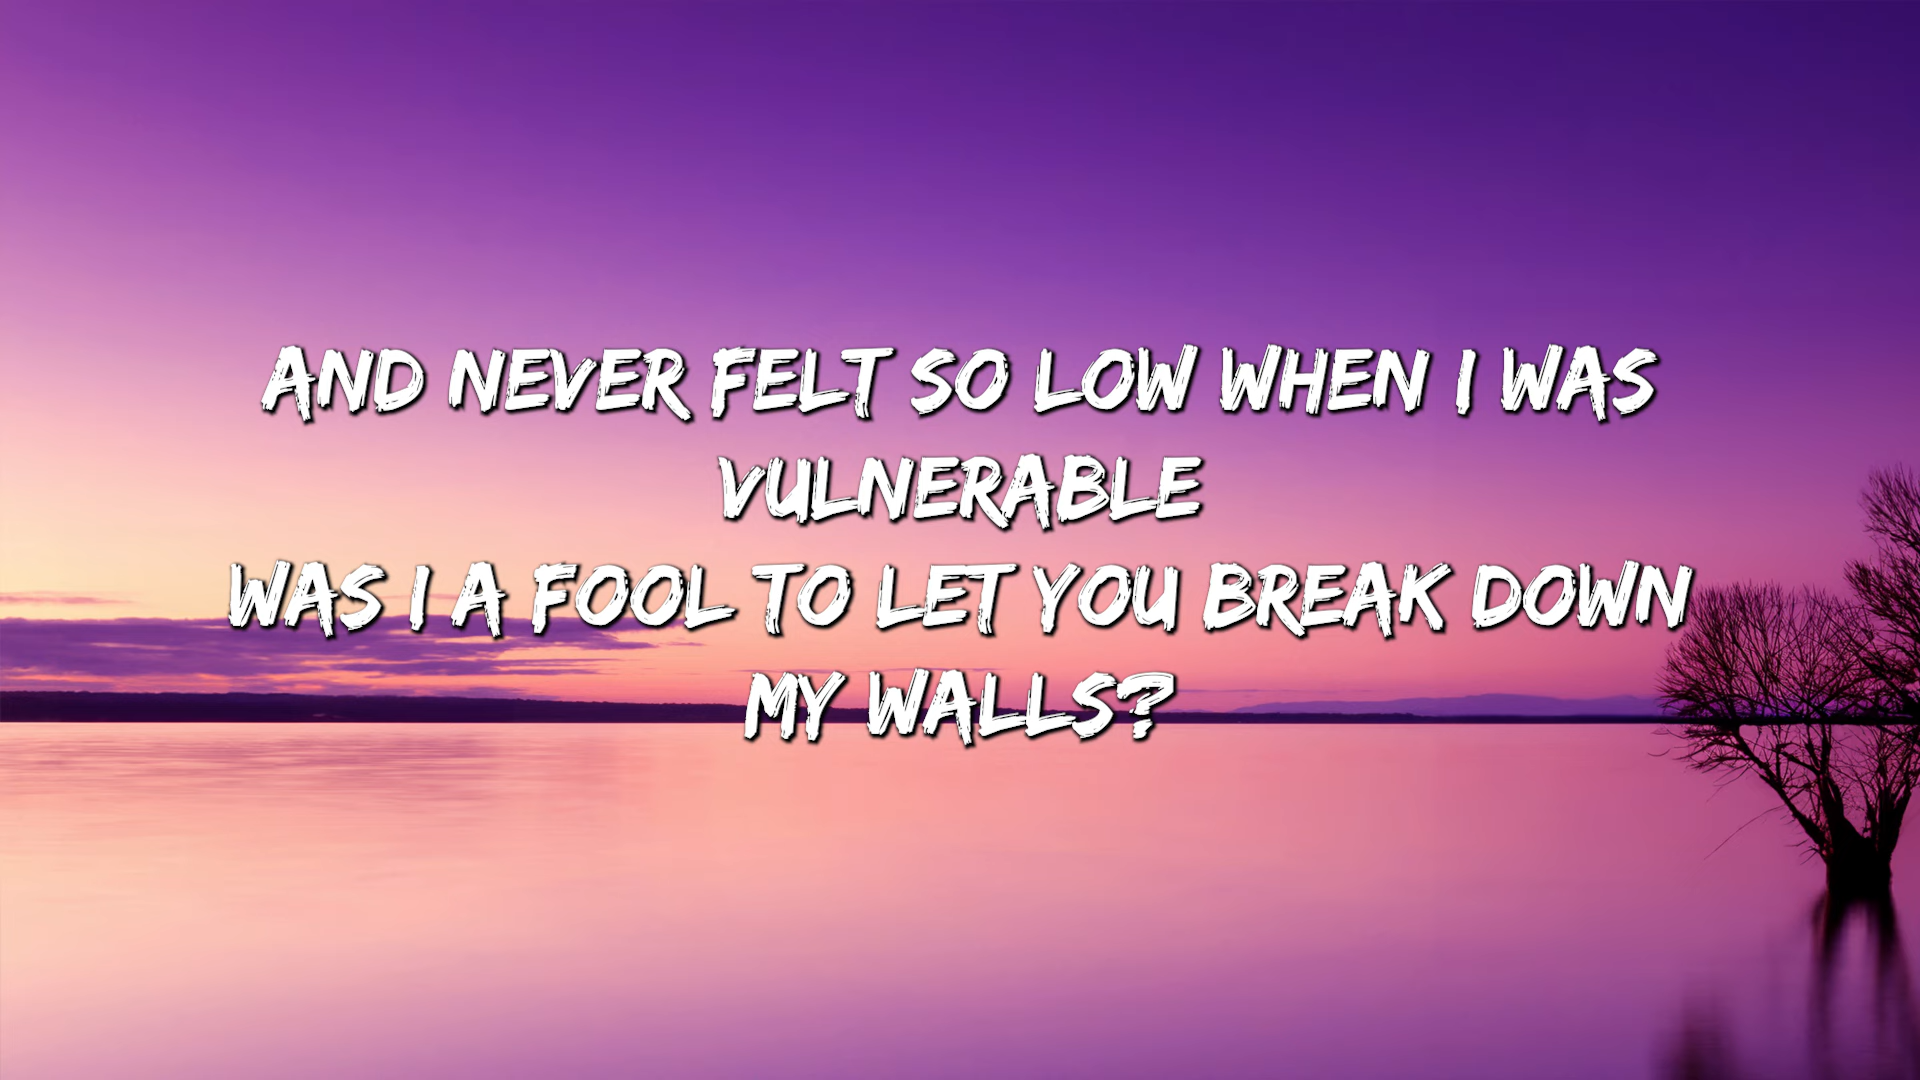 AND NEVER FELT SO LOW WHEN I WAS
VULNERABLE
WAS I A FOOL TO LET YOU BREAK DOWN
MY WALLS?